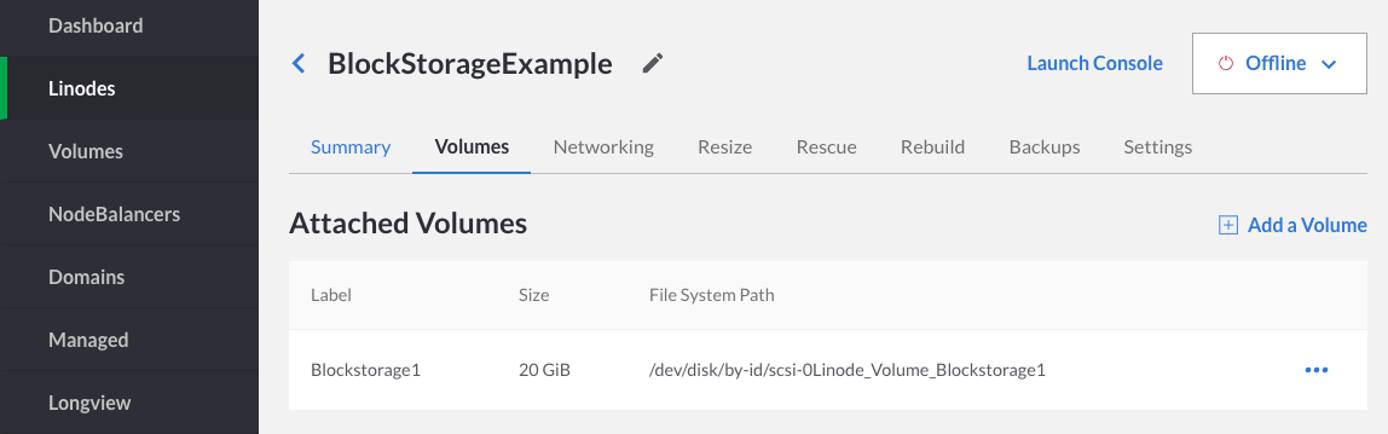 Dashboard
Linodes
Volumes
NodeBalancers
Domains
Managed
Longview
BlockStorageExample
Launch Console
Offline
Summary Volumes Networking Resize Rescue Rebuild Backups Settings
Attached Volumes
Add a Volume
Label Size File System Path
Blockstorage1 20 GiB /dev/disk/by-id/scsi-0Linode_Volume_Blockstorage1